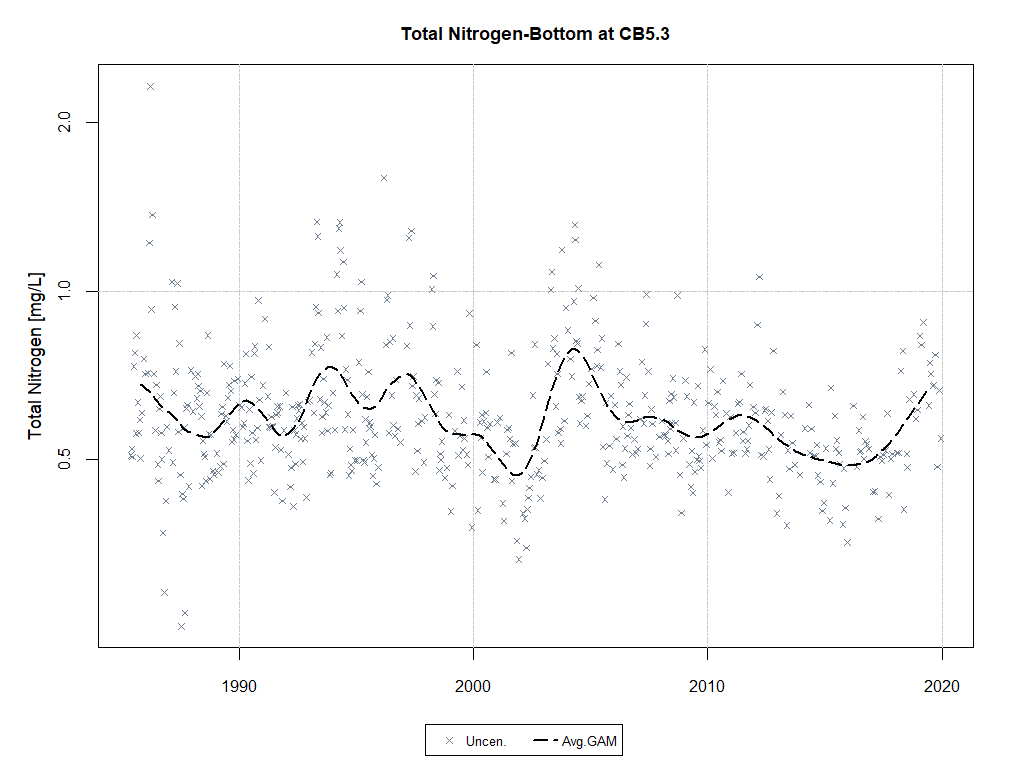 Total Nitrogen-Bottom at CB5.3
Total Nitrogen [mg/L]
2.0
1.0
0.5
1990 2000 2010 2020
Uncen. Avg.GAM